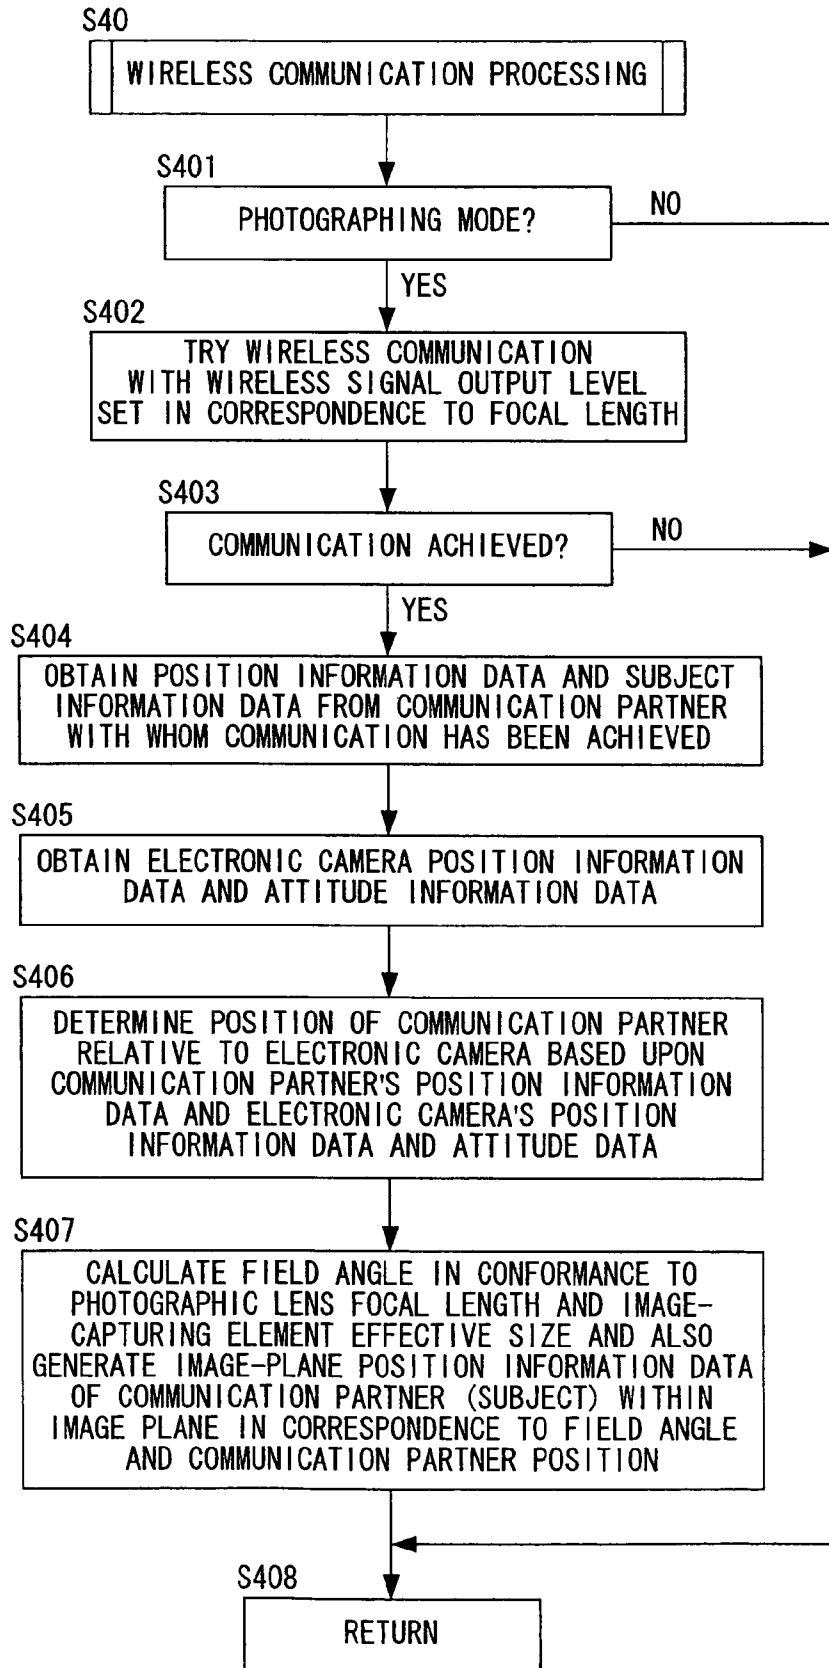 S40
WIRELESS COMMUNICATION PROCESSING
S401
PHOTOGRAPHING MODE?
NO
YES
S402
TRY WIRELESS COMMUNICATION
WITH WIRELESS SIGNAL OUTPUT LEVEL
SET IN CORRESPONDENCE TO FOCAL LENGTH
S403
COMMUNICATION ACHIEVED?
NO
YES
S404
OBTAIN POSITION INFORMATION DATA AND SUBJECT
INFORMATION DATA FROM COMMUNICATION PARTNER
WITH WHOM COMMUNICATION HAS BEEN ACHIEVED
S405
OBTAIN ELECTRONIC CAMERA POSITION INFORMATION
DATA AND ATTITUDE INFORMATION DATA
S406
DETERMINE POSITION OF COMMUNICATION PARTNER
RELATIVE TO ELECTRONIC CAMERA BASED UPON
COMMUNICATION PARTNER'S POSITION INFORMATION
DATA AND ELECTRONIC CAMERA'S POSITION
INFORMATION DATA AND ATTITUDE DATA
S407
CALCULATE FIELD ANGLE IN CONFORMANCE TO
PHOTOGRAPHIC LENS FOCAL LENGTH AND IMAGE-
CAPTURING ELEMENT EFFECTIVE SIZE AND ALSO
GENERATE IMAGE-PLANE POSITION INFORMATION DATA
OF COMMUNICATION PARTNER (SUBJECT) WITHIN
IMAGE PLANE IN CORRESPONDENCE TO FIELD ANGLE
AND COMMUNICATION PARTNER POSITION
S408
RETURN